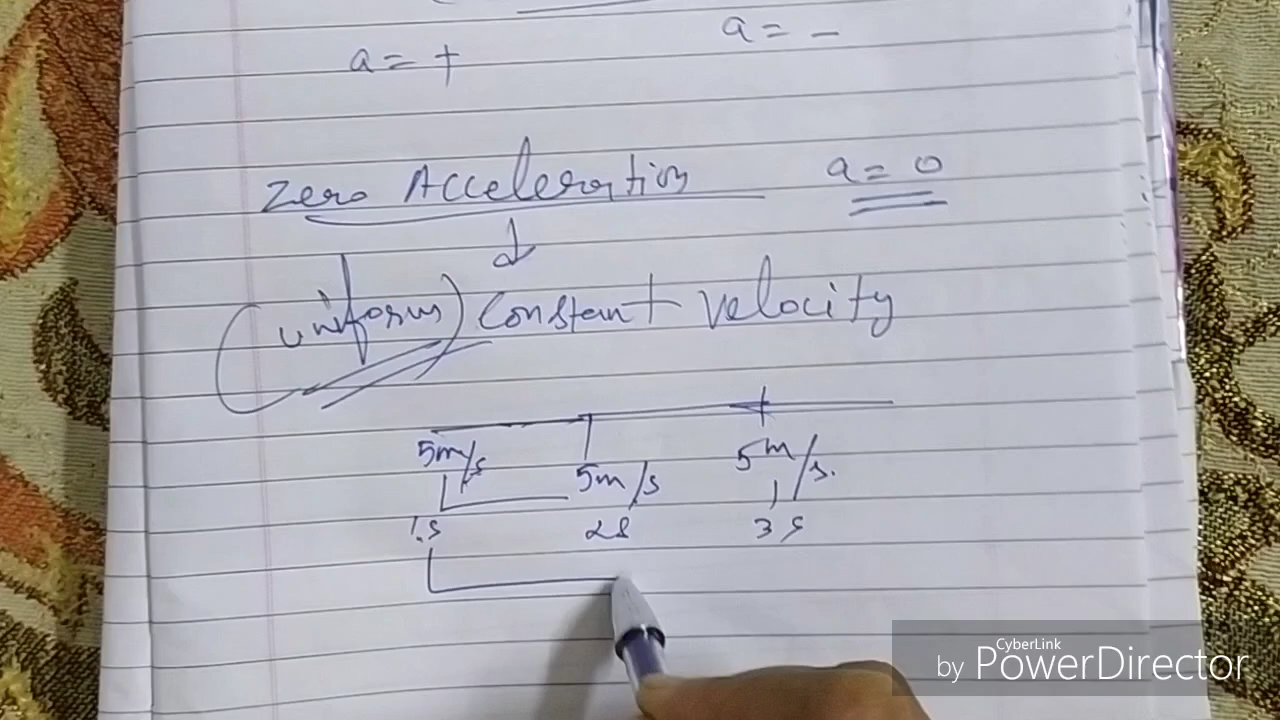 a = + a = -
Zero Acceleration a = 0
(uniform) Constant velocity
5m/s 5m/s 5m/s.
1s 2s 3s
CyberLink
by PowerDirector